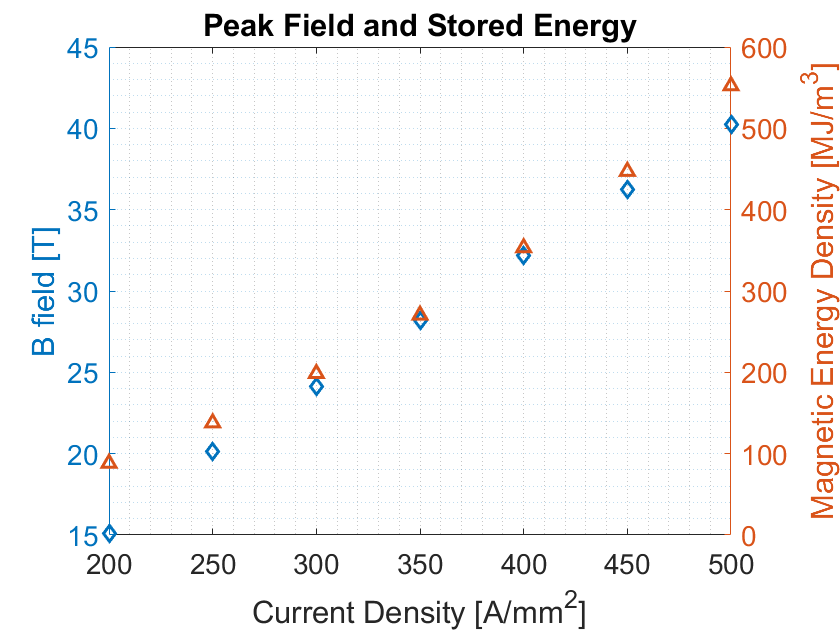 Peak Field and Stored Energy
45
40
35
30
25
20
15
B field [T]
600
500
400
300
200
100
0
Magnetic Energy Density [MJ/m³]
200 250 300 350 400 450 500
Current Density [A/mm²]